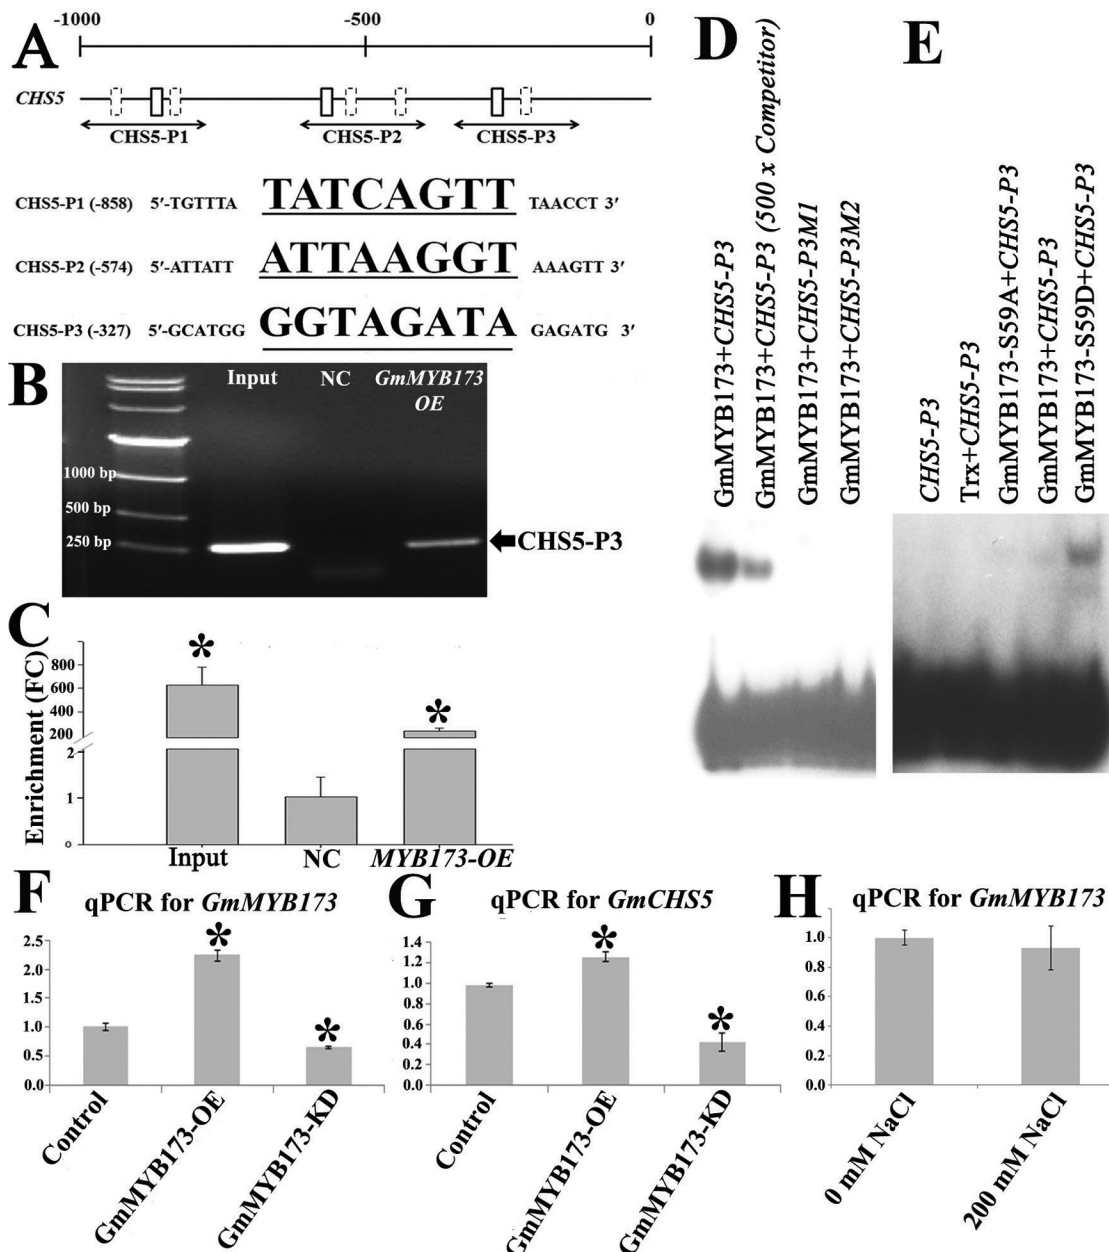 A
-1000 -500 0
CHS5
CHS5-P1 CHS5-P2 CHS5-P3
CHS5-P1 (-858) 5′-TGTTTA TATCAGTT TAACCT 3′
CHS5-P2 (-574) 5′-ATTATT ATTAAGGT AAAGTT 3′
CHS5-P3 (-327) 5′-GCATGG GGTAGATA GAGATG 3′
B
Input NC GmMYB173
OE
1000 bp
500 bp
250 bp
CHS5-P3
C
Enrichment (FC)
800
600
400
200
2
1
0
Input NC MYB173-OE
D
GmMYB173+CHS5-P3
GmMYB173+CHS5-P3 (500 x Competitor)
GmMYB173+CHS5-P3M1
GmMYB173+CHS5-P3M2
E
CHS5-P3
Trx+CHS5-P3
GmMYB173-S59A+CHS5-P3
GmMYB173+CHS5-P3
GmMYB173-S59D+CHS5-P3
F
qPCR for GmMYB173
2.5
2.0
1.5
1.0
0.5
0.0
Control
GmMYB173-OE
GmMYB173-KD
G
qPCR for GmCHS5
1.4
1.2
1.0
0.8
0.6
0.4
0.2
0.0
Control
GmMYB173-OE
GmMYB173-KD
H
qPCR for GmMYB173
1.0
0.8
0.6
0.4
0.2
0.0
0 mM NaCl
200 mM NaCl